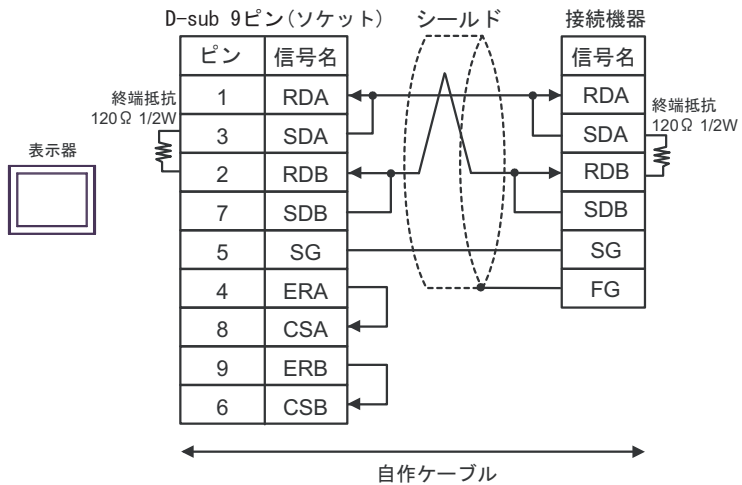 D-sub 9ピン(ソケット) シールド 接続機器
ピン 信号名 信号名
1 RDA RDA
終端抵抗
120Ω 1/2W
終端抵抗
120Ω 1/2W
3 SDA SDA
表示器
2 RDB RDB
7 SDB SDB
5 SG SG
4 ERA FG
8 CSA
9 ERB
6 CSB
自作ケーブル